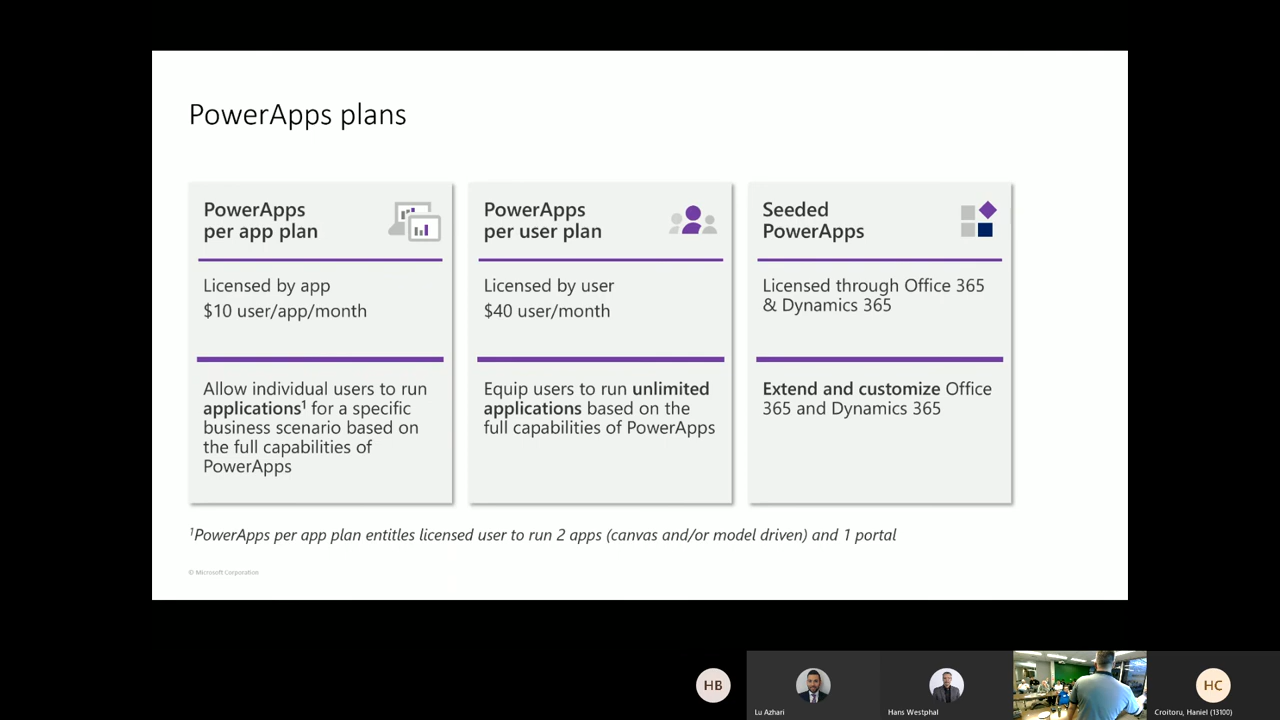 PowerApps plans
PowerApps
per app plan
Licensed by app
$10 user/app/month
Allow individual users to run
applications¹ for a specific
business scenario based on
the full capabilities of
PowerApps
PowerApps
per user plan
Licensed by user
$40 user/month
Equip users to run unlimited
applications based on the
full capabilities of PowerApps
Seeded
PowerApps
Licensed through Office 365
& Dynamics 365
Extend and customize Office
365 and Dynamics 365
¹PowerApps per app plan entitles licensed user to run 2 apps (canvas and/or model driven) and 1 portal
© Microsoft Corporation
HB
Lu Azhari
Hans Westphal
HC
Croitoru, Haniel (13100)